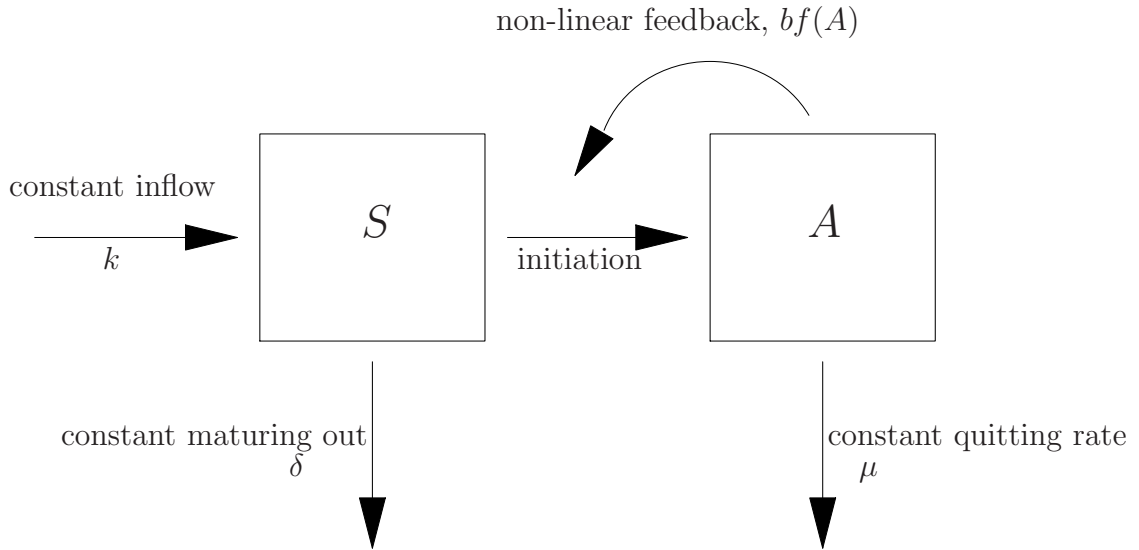 non-linear feedback, bf(A)
constant inflow
k
S
initiation
A
constant maturing out
δ
constant quitting rate
μ